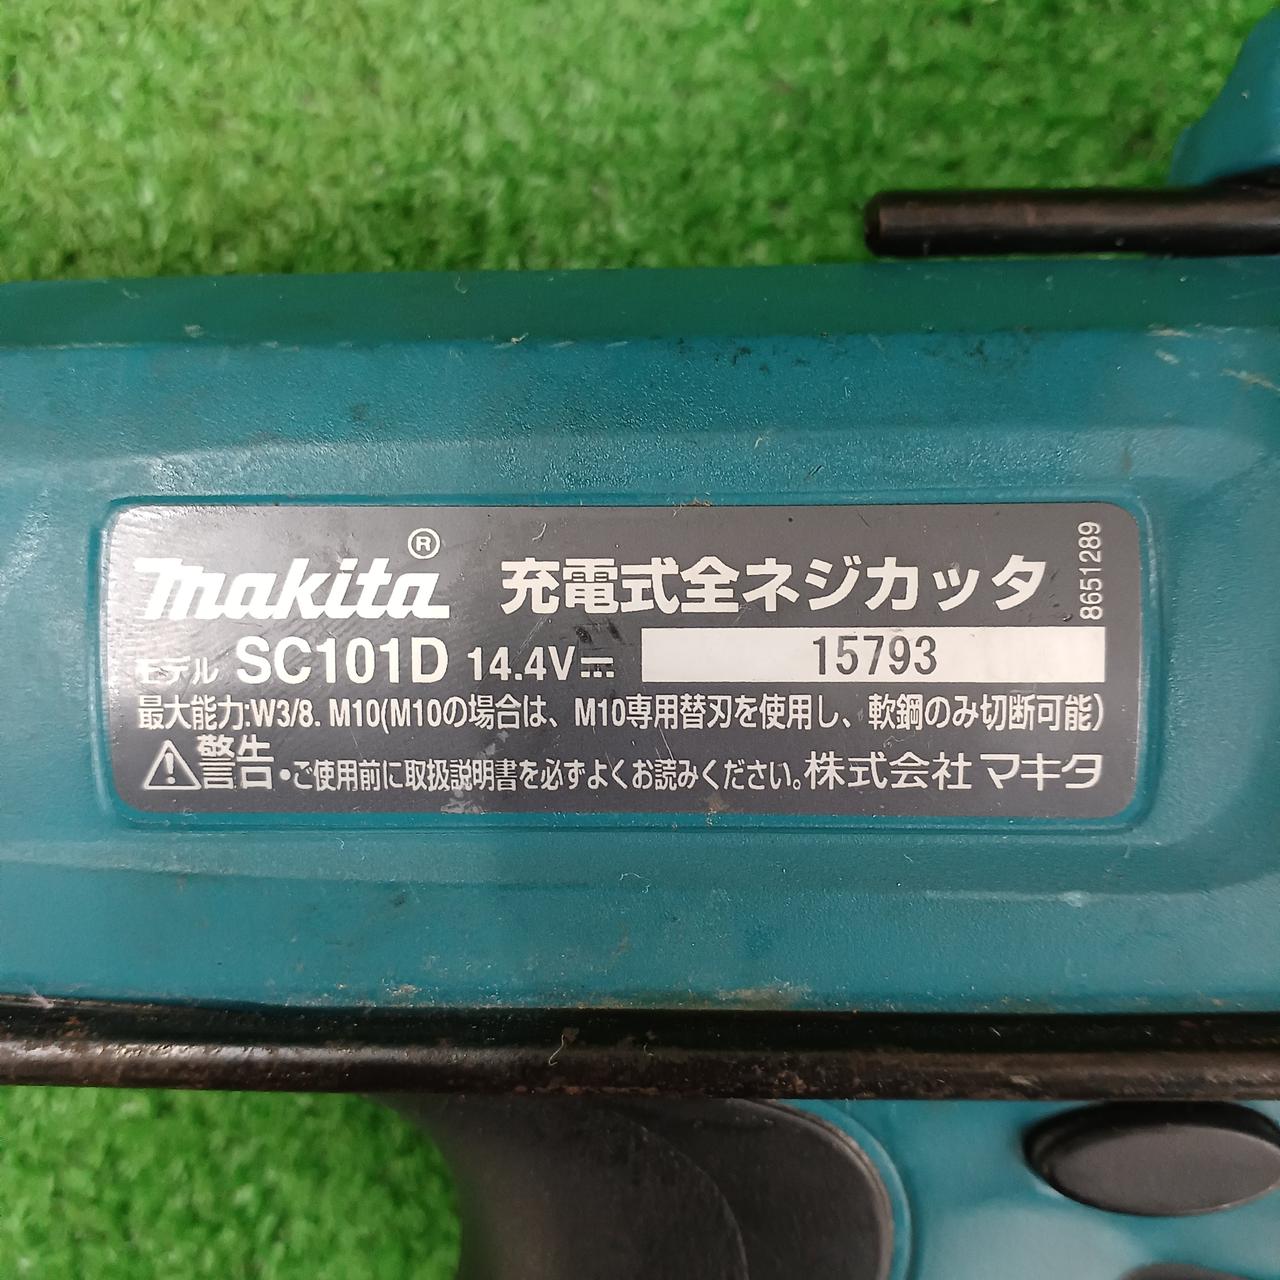 makita® 充電式全ネジカッタ
8651289
モデル SC101D 14.4V⎓ 15793
最大能力:W3/8. M10(M10の場合は、M10専用替刃を使用し、軟鋼のみ切断可能)
⚠警告・ご使用前に取扱説明書を必ずよくお読みください。株式会社マキタ